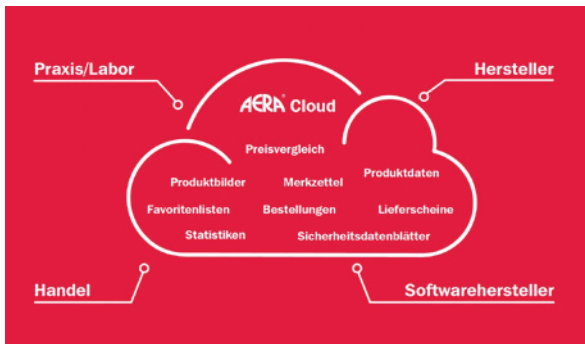 Praxis/Labor
Hersteller
AERA® Cloud
Preisvergleich
Produktdaten
Produktbilder Merkzettel
Favoritenlisten Bestellungen Lieferscheine
Statistiken Sicherheitsdatenblätter
Handel
Softwarehersteller